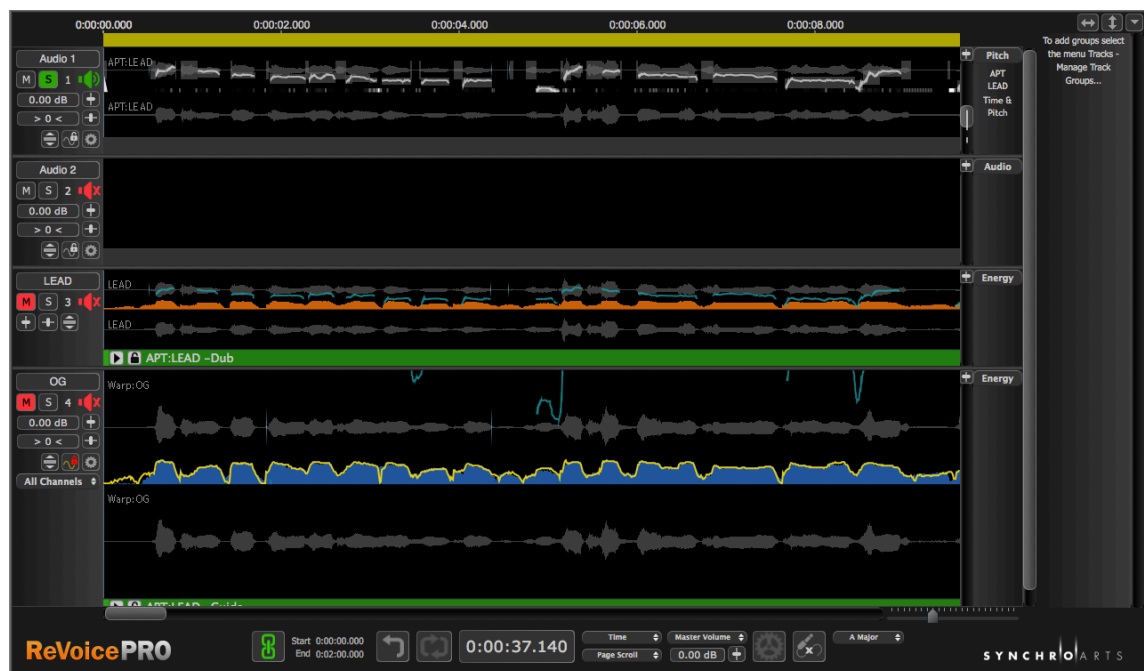 0:00:00.000 0:00:02.000 0:00:04.000 0:00:06.000 0:00:08.000
To add groups select
the menu Tracks -
Manage Track
Groups...
Audio 1
M S 1
0.00 dB
> 0 <
APT:LEAD
APT:LEAD
Pitch
APT
LEAD
Time &
Pitch
Audio 2
M S 2
0.00 dB
> 0 <
Audio
LEAD
M S 3
LEAD
LEAD
APT:LEAD -Dub
Energy
OG
M S 4
0.00 dB
> 0 <
All Channels
Warp:OG
Warp:OG
APT:LEAD -Guide
Energy
ReVoicePRO
Start 0:00:00.000
End 0:02:00.000
0:00:37.140
Time
Page Scroll
Master Volume
0.00 dB
A Major
SYNCHROARTS